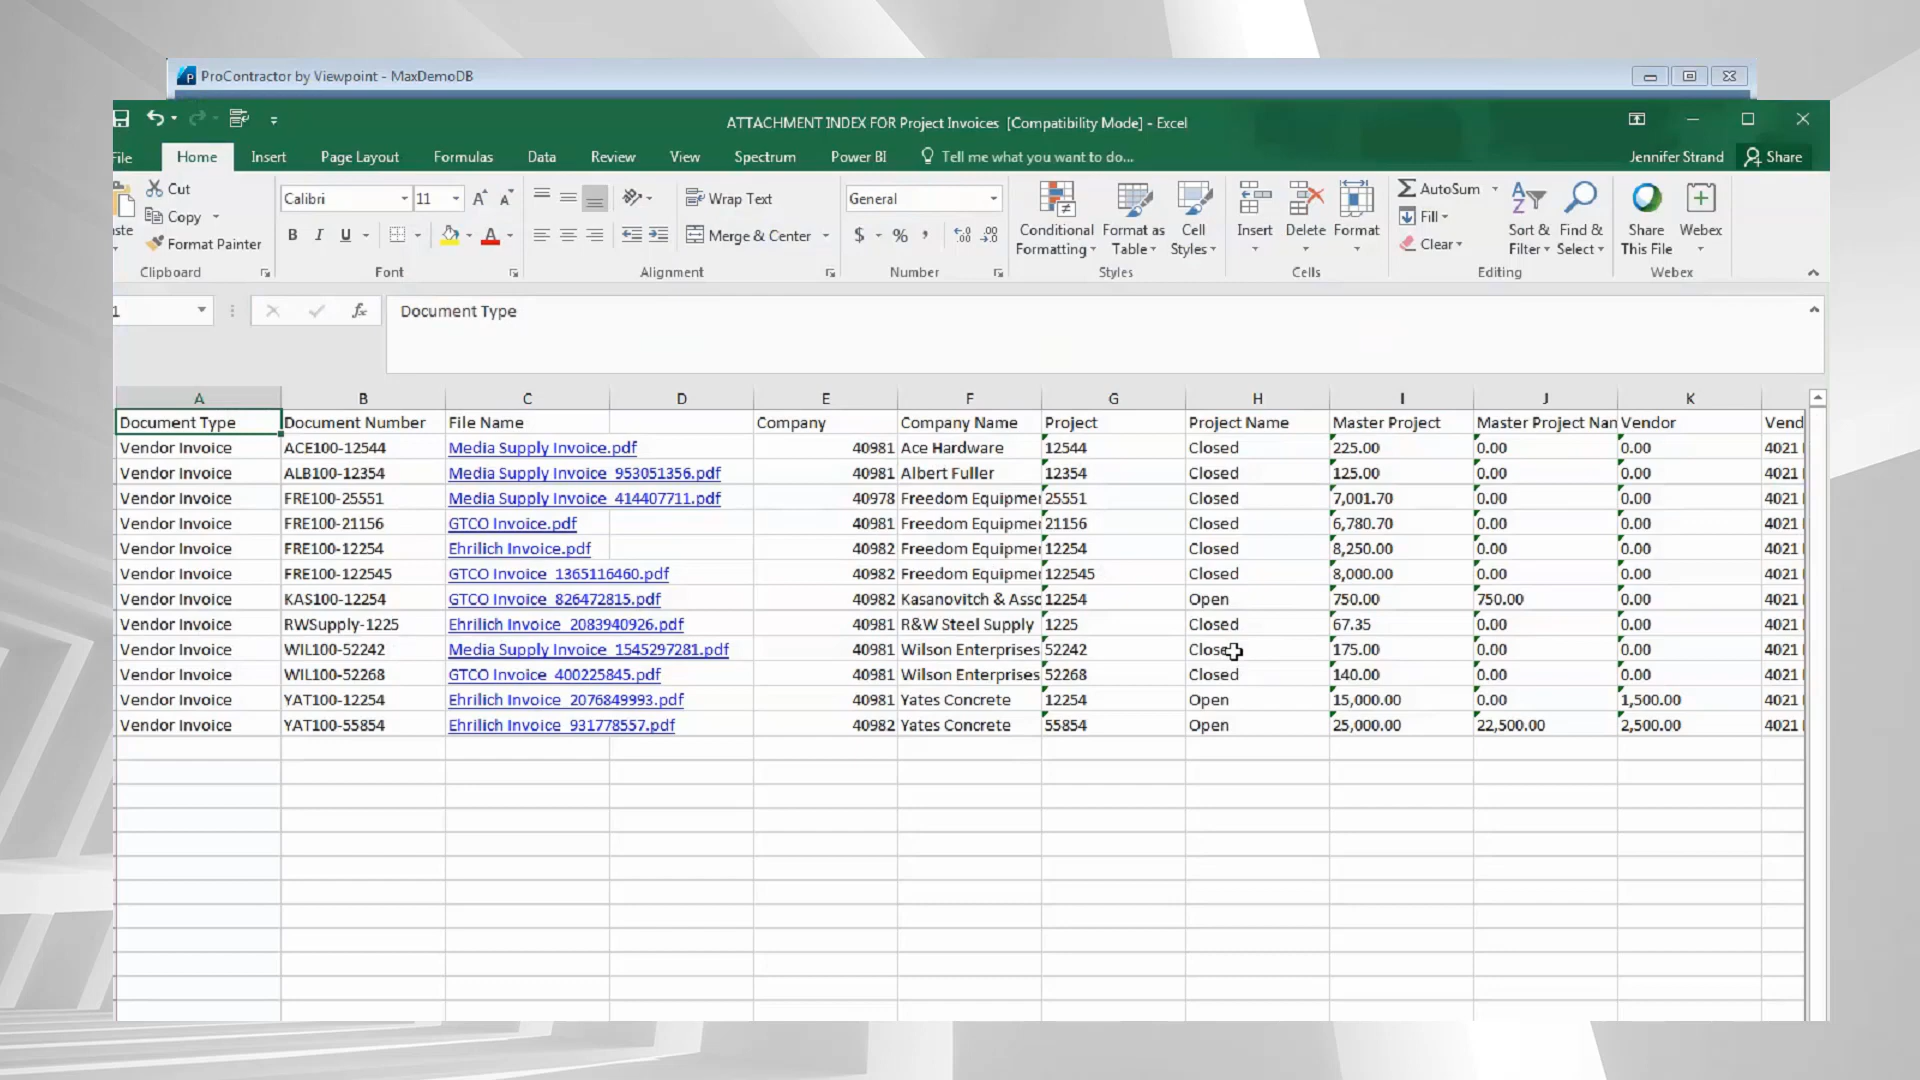 ProContractor by Viewpoint - MaxDemoDB
ATTACHMENT INDEX FOR Project Invoices [Compatibility Mode] - Excel
File Home Insert Page Layout Formulas Data Review View Spectrum Power BI Tell me what you want to do... Jennifer Strand Share
Cut Calibri 11 Wrap Text General AutoSum
Copy Fill
Format Painter B I U Merge & Center $ % , Clear
Conditional Formatting Format as Table Cell Styles Insert Delete Format Sort & Filter Find & Select Share This File Webex
Clipboard Font Alignment Number Styles Cells Editing Webex
1 fx Document Type
A B C D E F G H I J K
Document Type Document Number File Name Company Company Name Project Project Name Master Project Master Project Nan Vendor Vend
Vendor Invoice ACE100-12544 Media Supply Invoice.pdf 40981 Ace Hardware 12544 Closed 225.00 0.00 0.00 4021
Vendor Invoice ALB100-12354 Media Supply Invoice_953051356.pdf 40981 Albert Fuller 12354 Closed 125.00 0.00 0.00 4021
Vendor Invoice FRE100-25551 Media Supply Invoice_414407711.pdf 40978 Freedom Equipmer 25551 Closed 7,001.70 0.00 0.00 4021
Vendor Invoice FRE100-21156 GTCO Invoice.pdf 40981 Freedom Equipmer 21156 Closed 6,780.70 0.00 0.00 4021
Vendor Invoice FRE100-12254 Ehrilich Invoice.pdf 40982 Freedom Equipmer 12254 Closed 8,250.00 0.00 0.00 4021
Vendor Invoice FRE100-122545 GTCO Invoice_1365116460.pdf 40982 Freedom Equipmer 122545 Closed 8,000.00 0.00 0.00 4021
Vendor Invoice KAS100-12254 GTCO Invoice_826472815.pdf 40982 Kasanovitch & Assc 12254 Open 750.00 750.00 0.00 4021
Vendor Invoice RWSupply-1225 Ehrilich Invoice_2083940926.pdf 40981 R&W Steel Supply 1225 Closed 67.35 0.00 0.00 4021
Vendor Invoice WIL100-52242 Media Supply Invoice_1545297281.pdf 40981 Wilson Enterprises 52242 Closed 175.00 0.00 0.00 4021
Vendor Invoice WIL100-52268 GTCO Invoice_400225845.pdf 40981 Wilson Enterprises 52268 Closed 140.00 0.00 0.00 4021
Vendor Invoice YAT100-12254 Ehrilich Invoice_2076849993.pdf 40981 Yates Concrete 12254 Open 15,000.00 0.00 1,500.00 4021
Vendor Invoice YAT100-55854 Ehrilich Invoice_931778557.pdf 40982 Yates Concrete 55854 Open 25,000.00 22,500.00 2,500.00 4021